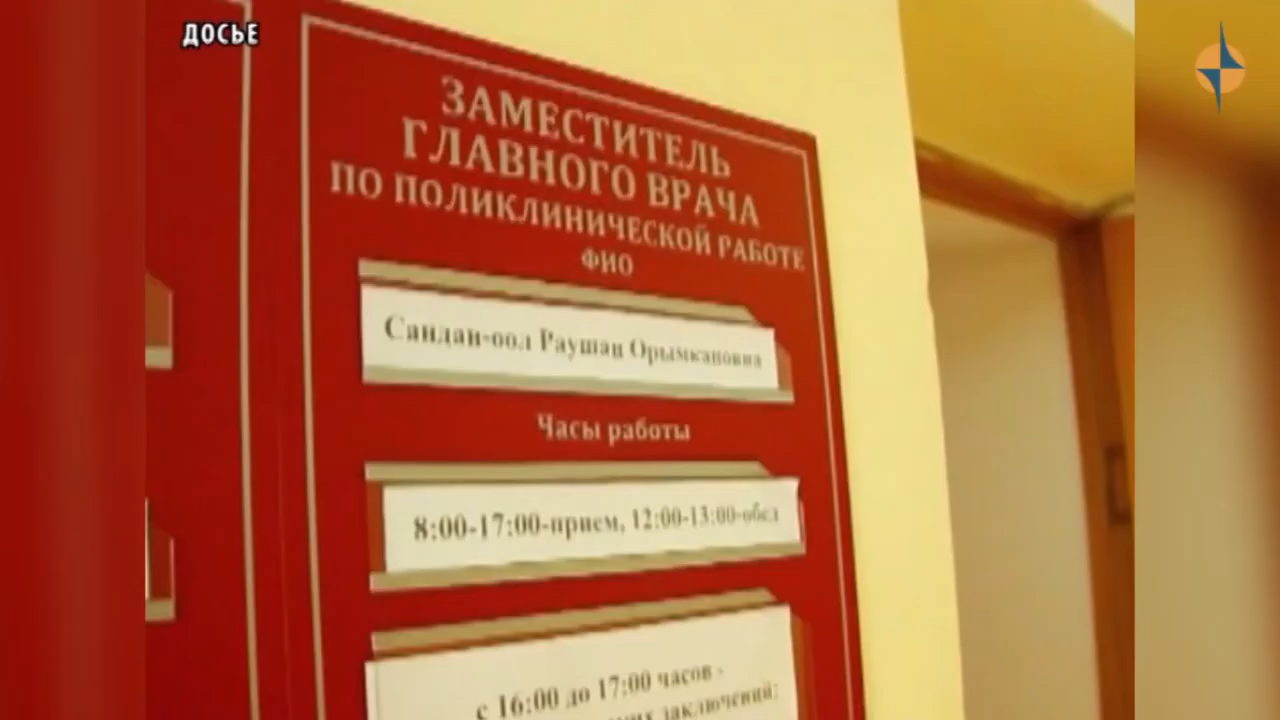 ДОСЬЕ
ЗАМЕСТИТЕЛЬ
ГЛАВНОГО ВРАЧА
ПО ПОЛИКЛИНИЧЕСКОЙ РАБОТЕ
ФИО
Сандан-оол Раушан Орымкановна
Часы работы
8:00-17:00-прием, 12:00-13:00-обед
с 16:00 до 17:00 часов -
заключений: